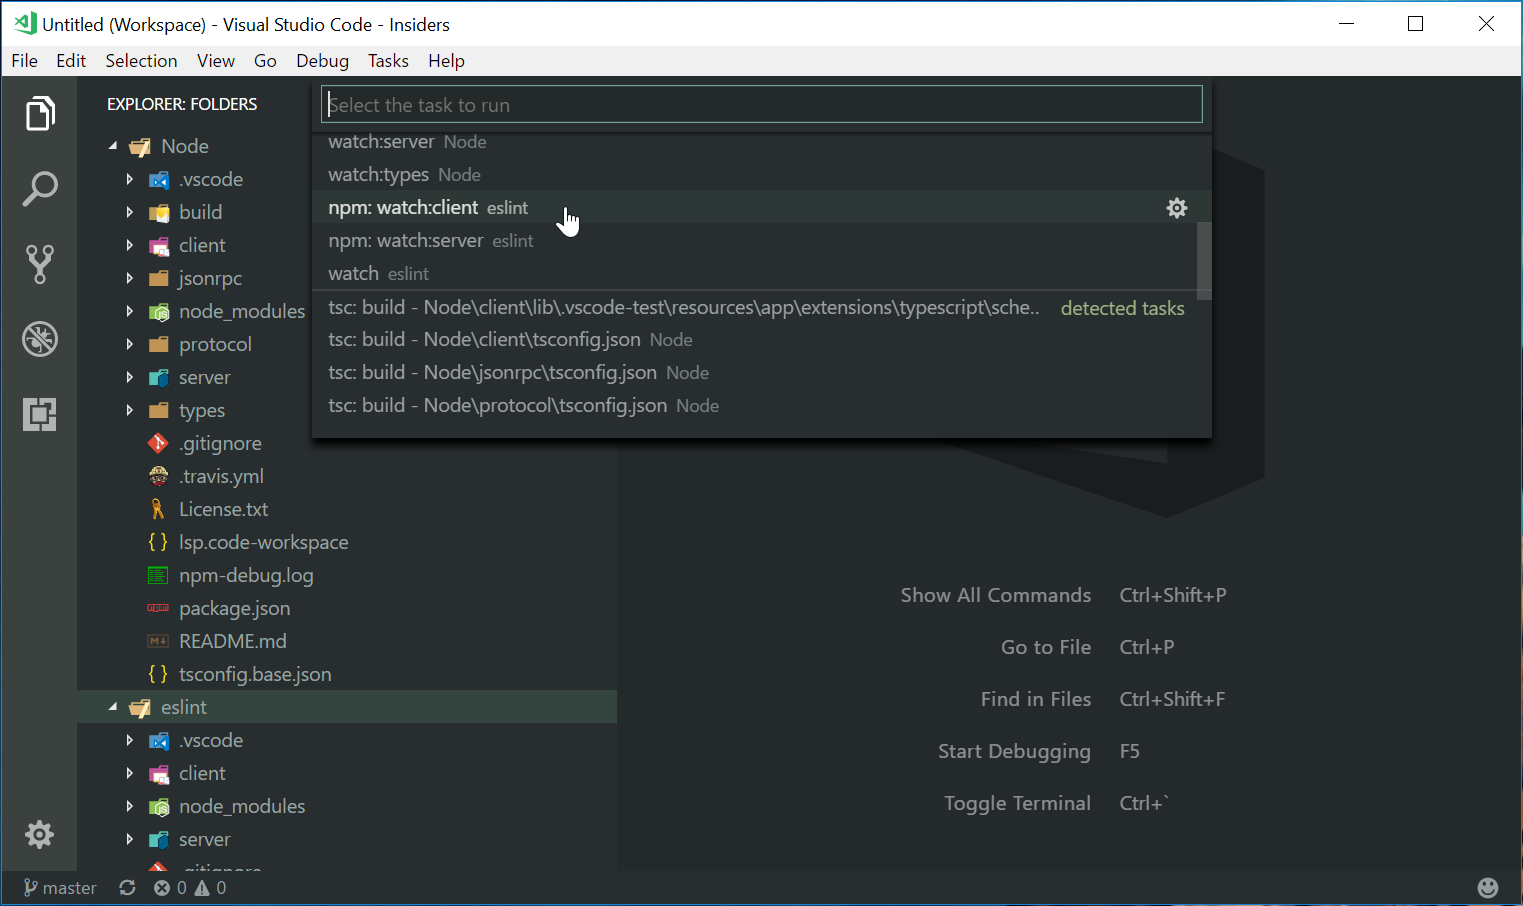 Untitled (Workspace) - Visual Studio Code - Insiders
File Edit Selection View Go Debug Tasks Help
EXPLORER: FOLDERS
Node
.vscode
build
client
jsonrpc
node_modules
protocol
server
types
.gitignore
.travis.yml
License.txt
lsp.code-workspace
npm-debug.log
package.json
README.md
tsconfig.base.json
eslint
.vscode
client
node_modules
server
.gitignore
Select the task to run
watch:server Node
watch:types Node
npm: watch:client eslint
npm: watch:server eslint
watch eslint
tsc: build - Node\client\lib\.vscode-test\resources\app\extensions\typescript\sche.. detected tasks
tsc: build - Node\client\tsconfig.json Node
tsc: build - Node\jsonrpc\tsconfig.json Node
tsc: build - Node\protocol\tsconfig.json Node
Show All Commands Ctrl+Shift+P
Go to File Ctrl+P
Find in Files Ctrl+Shift+F
Start Debugging F5
Toggle Terminal Ctrl+`
master 0 0